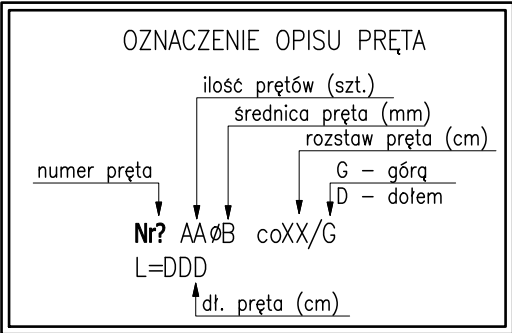 OZNACZENIE OPISU PRĘTA
ilość prętów (szt.)
średnica pręta (mm)
rozstaw pręta (cm)
numer pręta
G – górą
D – dołem
Nr? AAøB coXX/G
L=DDD
dł. pręta (cm)